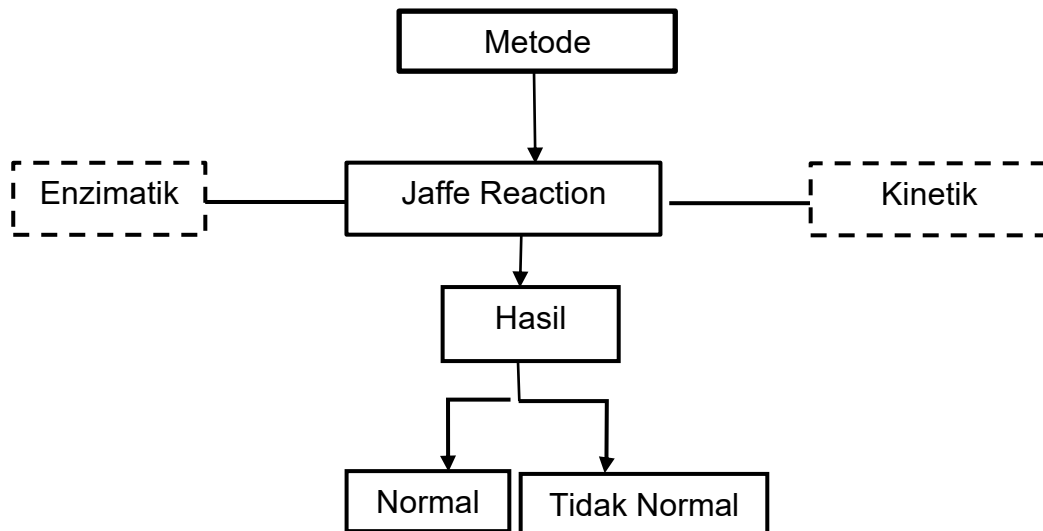 Metode
Enzimatik
Jaffe Reaction
Kinetik
Hasil
Normal
Tidak Normal